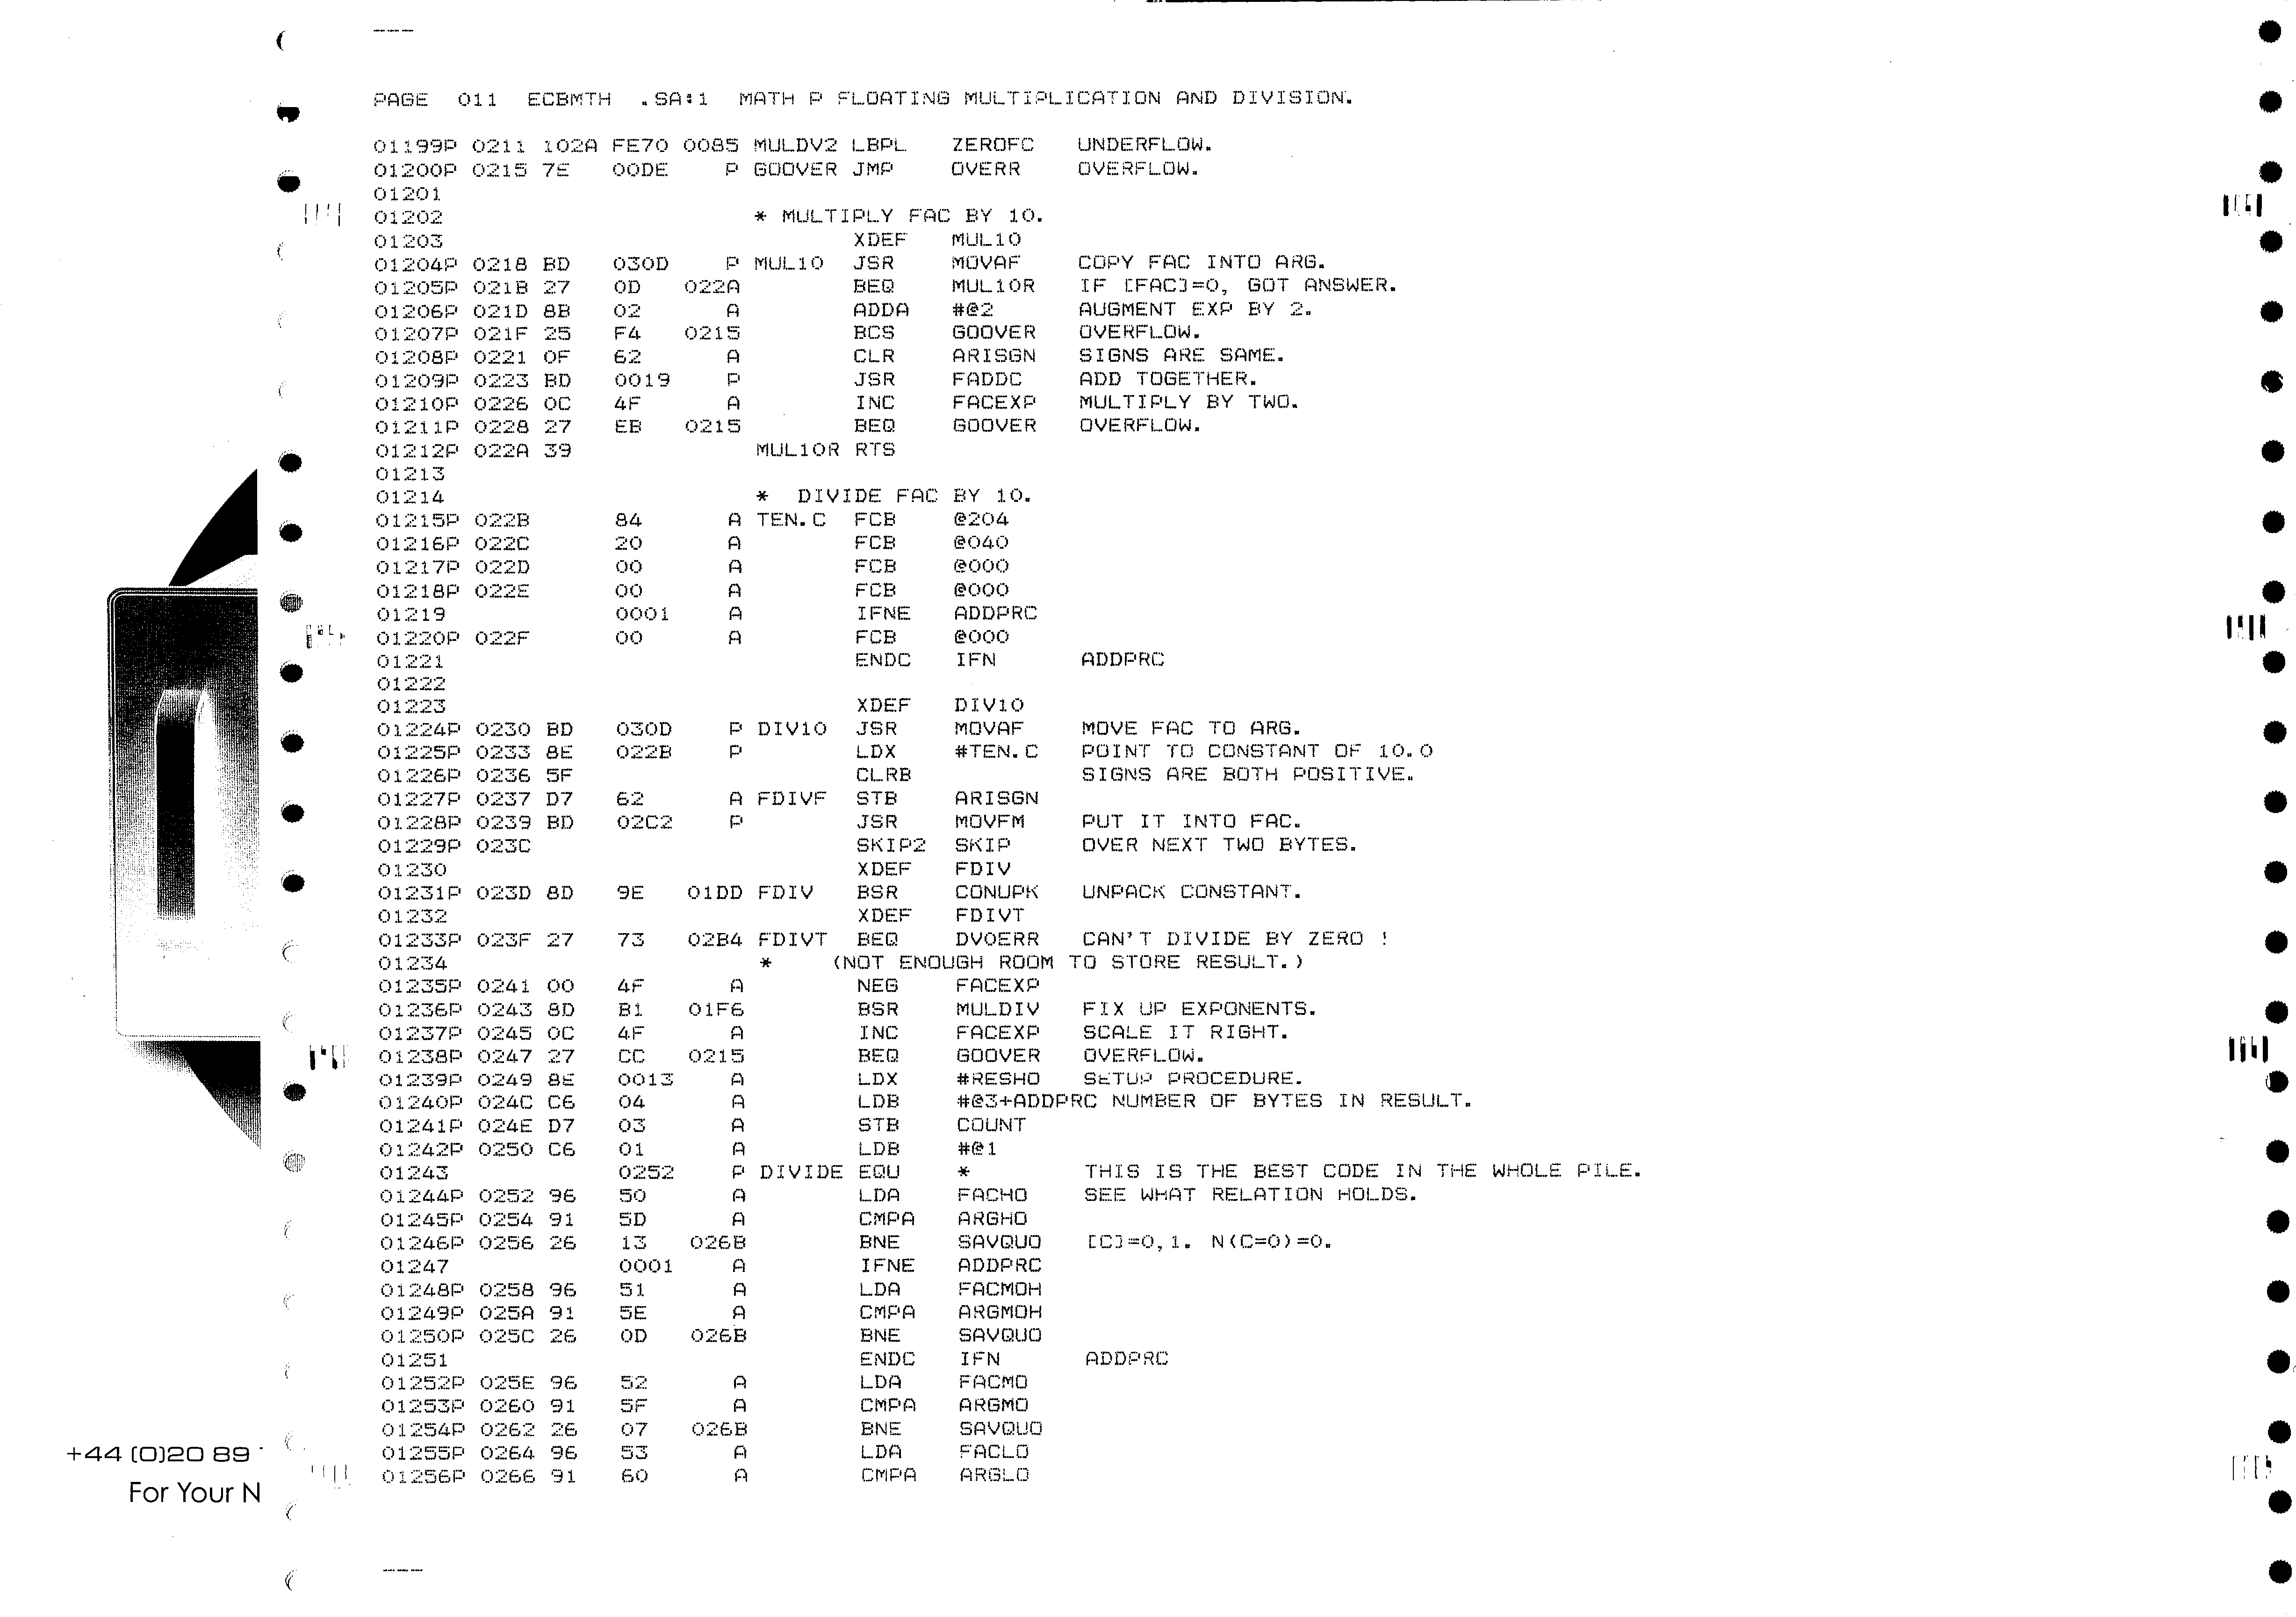 PAGE  011  ECBMTH  .SA:1  MATH P FLOATING MULTIPLICATION AND DIVISION.
01199P 0211 102A FE70 0085 MULDV2 LBPL   ZEROFC   UNDERFLOW.
01200P 0215 7E   00DE    P GOOVER JMP    OVERR    OVERFLOW.
01201
01202                      * MULTIPLY FAC BY 10.
01203                             XDEF   MUL10
01204P 0218 BD   030D    P MUL10  JSR    MOVAF    COPY FAC INTO ARG.
01205P 021B 27   0D   022A        BEQ    MUL10R   IF [FAC]=0, GOT ANSWER.
01206P 021D 8B   02      A        ADDA   #@2      AUGMENT EXP BY 2.
01207P 021F 25   F4   0215        BCS    GOOVER   OVERFLOW.
01208P 0221 0F   62      A        CLR    ARISGN   SIGNS ARE SAME.
01209P 0223 BD   0019    P        JSR    FADDC    ADD TOGETHER.
01210P 0226 0C   4F      A        INC    FACEXP   MULTIPLY BY TWO.
01211P 0228 27   EB   0215        BEQ    GOOVER   OVERFLOW.
01212P 022A 39             MUL10R RTS
01213
01214                      *  DIVIDE FAC BY 10.
01215P 022B      84      A TEN.C  FCB    @204
01216P 022C      20      A        FCB    @040
01217P 022D      00      A        FCB    @000
01218P 022E      00      A        FCB    @000
01219            0001    A        IFNE   ADDPRC
01220P 022F      00      A        FCB    @000
01221                             ENDC   IFN      ADDPRC
01222
01223                             XDEF   DIV10
01224P 0230 BD   030D    P DIV10  JSR    MOVAF    MOVE FAC TO ARG.
01225P 0233 8E   022B    P        LDX    #TEN.C   POINT TO CONSTANT OF 10.0
01226P 0236 5F                    CLRB            SIGNS ARE BOTH POSITIVE.
01227P 0237 D7   62      A FDIVF  STB    ARISGN
01228P 0239 BD   02C2    P        JSR    MOVFM    PUT IT INTO FAC.
01229P 023C                       SKIP2  SKIP     OVER NEXT TWO BYTES.
01230                             XDEF   FDIV
01231P 023D 8D   9E   01DD FDIV   BSR    CONUPK   UNPACK CONSTANT.
01232                             XDEF   FDIVT
01233P 023F 27   73   02B4 FDIVT  BEQ    DVOERR   CAN'T DIVIDE BY ZERO !
01234                      *    (NOT ENOUGH ROOM TO STORE RESULT.)
01235P 0241 00   4F      A        NEG    FACEXP
01236P 0243 8D   B1   01F6        BSR    MULDIV   FIX UP EXPONENTS.
01237P 0245 0C   4F      A        INC    FACEXP   SCALE IT RIGHT.
01238P 0247 27   CC   0215        BEQ    GOOVER   OVERFLOW.
01239P 0249 8E   0013    A        LDX    #RESHO   SETUP PROCEDURE.
01240P 024C C6   04      A        LDB    #@3+ADDPRC NUMBER OF BYTES IN RESULT.
01241P 024E D7   03      A        STB    COUNT
01242P 0250 C6   01      A        LDB    #@1
01243            0252    P DIVIDE EQU    *        THIS IS THE BEST CODE IN THE WHOLE PILE.
01244P 0252 96   50      A        LDA    FACHO    SEE WHAT RELATION HOLDS.
01245P 0254 91   5D      A        CMPA   ARGHO
01246P 0256 26   13   026B        BNE    SAVQUO   [C]=0,1. N(C=0)=0.
01247            0001    A        IFNE   ADDPRC
01248P 0258 96   51      A        LDA    FACMOH
01249P 025A 91   5E      A        CMPA   ARGMOH
01250P 025C 26   0D   026B        BNE    SAVQUO
01251                             ENDC   IFN      ADDPRC
01252P 025E 96   52      A        LDA    FACMO
01253P 0260 91   5F      A        CMPA   ARGMO
01254P 0262 26   07   026B        BNE    SAVQUO
01255P 0264 96   53      A        LDA    FACLO
01256P 0266 91   60      A        CMPA   ARGLO
+44 (0)20 89
For Your N